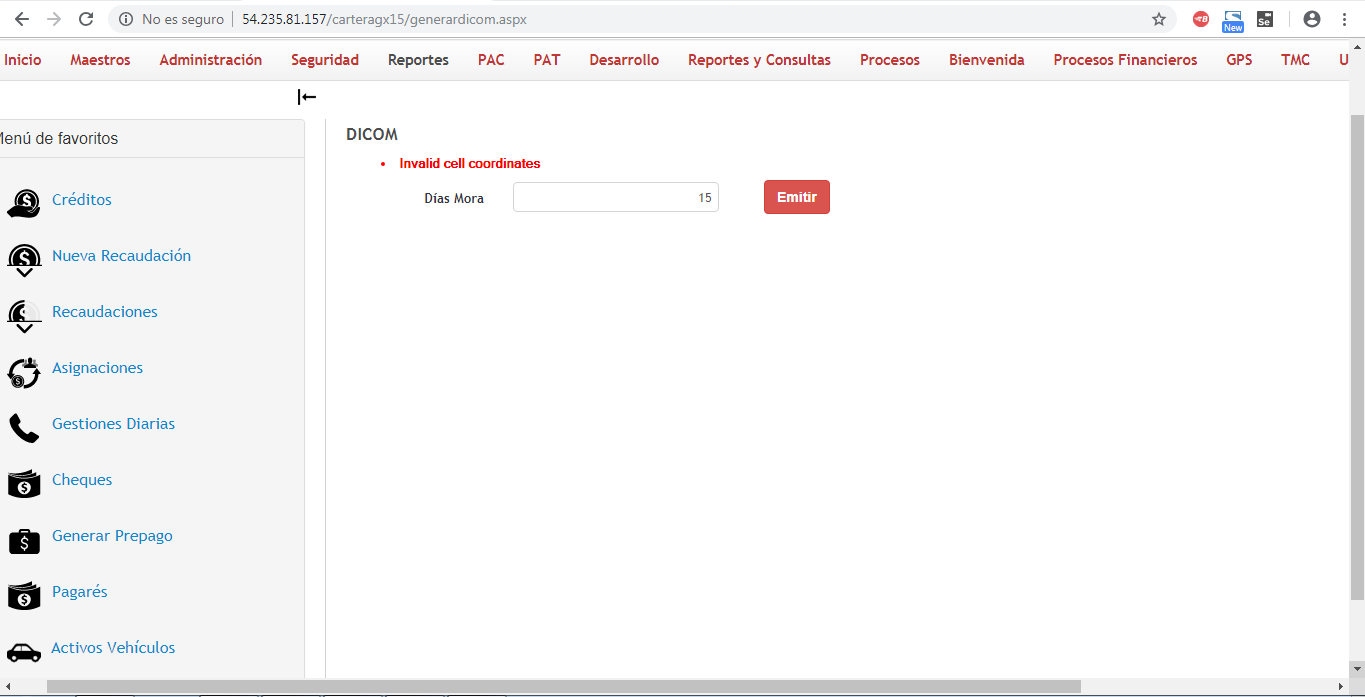 No es seguro 54.235.81.157/carteragx15/generardicom.aspx
New
Se
Inicio Maestros Administración Seguridad Reportes PAC PAT Desarrollo Reportes y Consultas Procesos Bienvenida Procesos Financieros GPS TMC U
Menú de favoritos
Créditos
Nueva Recaudación
Recaudaciones
Asignaciones
Gestiones Diarias
Cheques
Generar Prepago
Pagarés
Activos Vehículos
DICOM
Invalid cell coordinates
Días Mora 15 Emitir